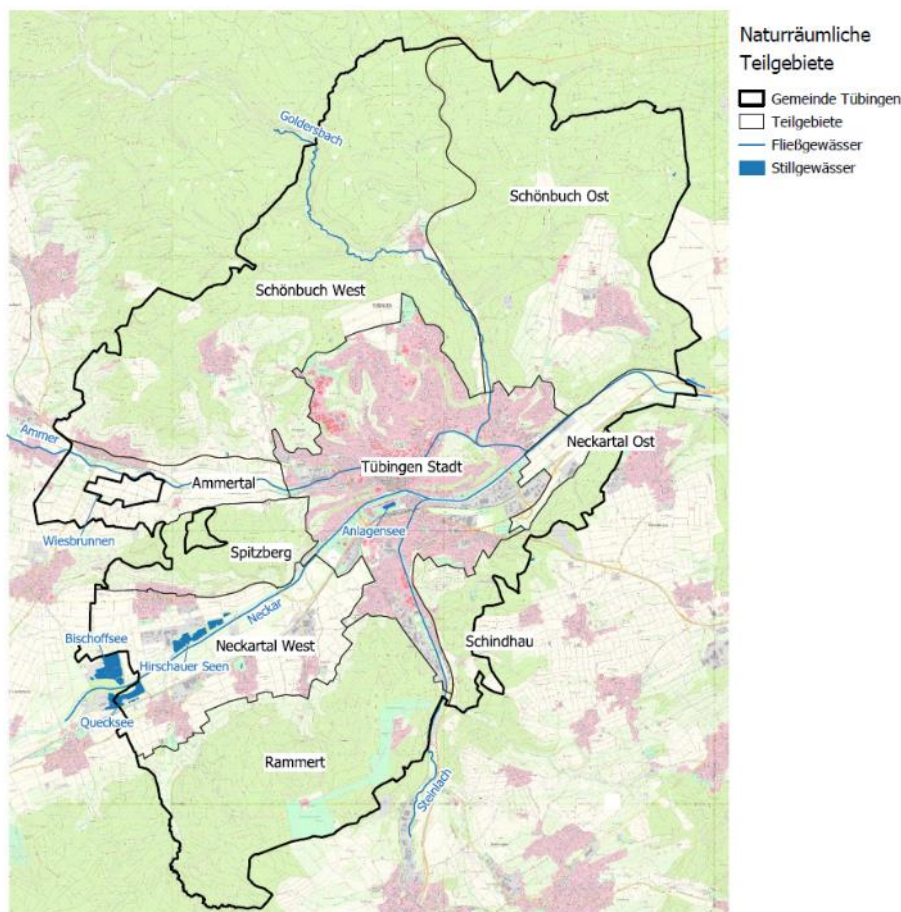 Naturräumliche
Teilgebiete
Gemeinde Tübingen
Teilgebiete
Fließgewässer
Stillgewässer
Goldersbach
Schönbuch Ost
Schönbuch West
Ammer
Neckartal Ost
Tübingen Stadt
Ammertal
Anlagensee
Wiesbrunnen
Spitzberg
Neckar
Bischoffsee
Neckartal West
Schindhau
Hirschauer Seen
Quecksee
Rammert
Steinlach